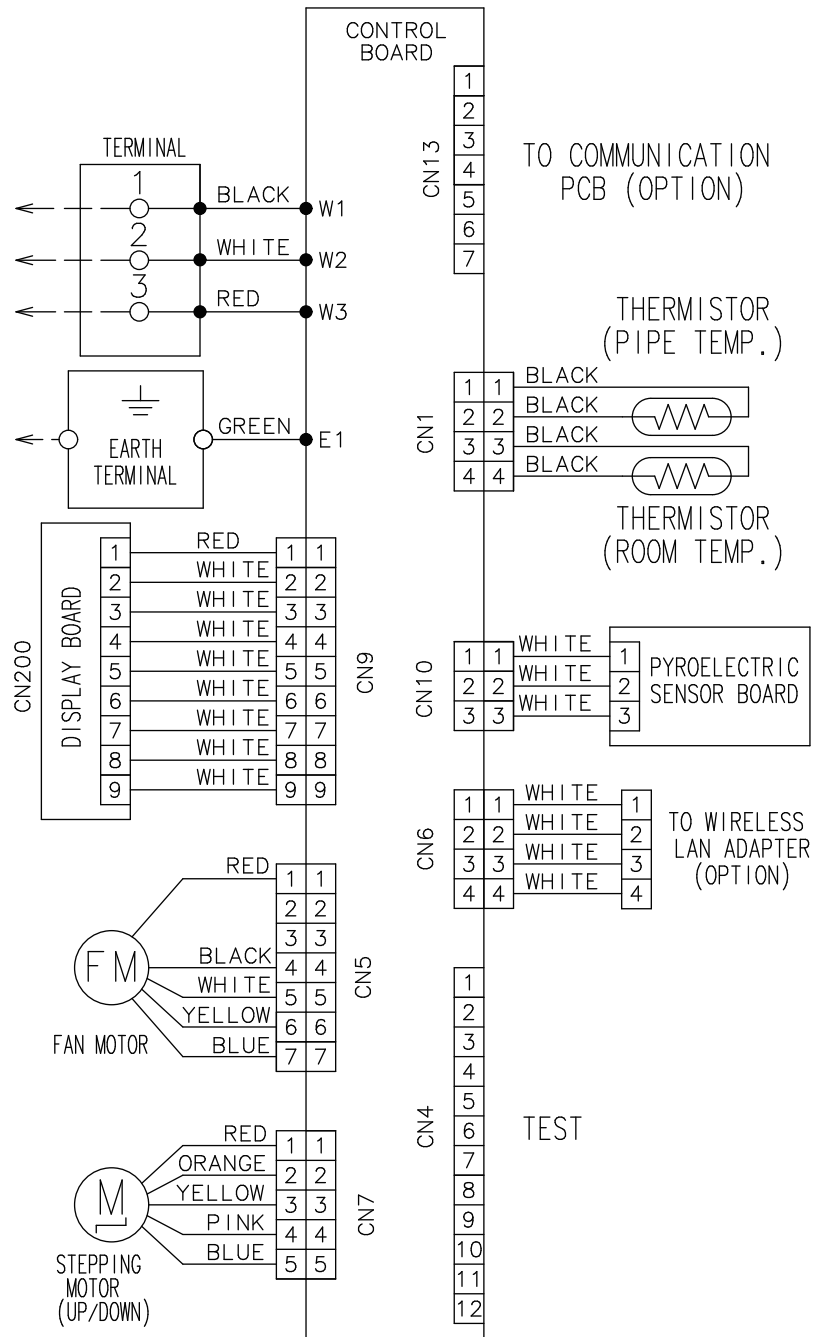 CONTROL
BOARD
CN13
1
2
3
4
5
6
7
TO COMMUNICATION
PCB (OPTION)
TERMINAL
1 BLACK W1
2 WHITE W2
3 RED W3
EARTH
TERMINAL
GREEN E1
THERMISTOR
(PIPE TEMP.)
CN1
1 1 BLACK
2 2 BLACK
3 3 BLACK
4 4 BLACK
THERMISTOR
(ROOM TEMP.)
CN200
DISPLAY BOARD
1 RED 1 1
2 WHITE 2 2
3 WHITE 3 3
4 WHITE 4 4
5 WHITE 5 5
6 WHITE 6 6
7 WHITE 7 7
8 WHITE 8 8
9 WHITE 9 9
CN9
CN10
1 1 WHITE 1
2 2 WHITE 2
3 3 WHITE 3
PYROELECTRIC
SENSOR BOARD
CN6
1 1 WHITE 1
2 2 WHITE 2
3 3 WHITE 3
4 4 WHITE 4
TO WIRELESS
LAN ADAPTER
(OPTION)
FM
FAN MOTOR
RED 1 1
2 2
3 3
BLACK 4 4
WHITE 5 5
YELLOW 6 6
BLUE 7 7
CN5
CN4
1
2
3
4
5
6
7
8
9
10
11
12
TEST
M
STEPPING
MOTOR
(UP/DOWN)
RED 1 1
ORANGE 2 2
YELLOW 3 3
PINK 4 4
BLUE 5 5
CN7